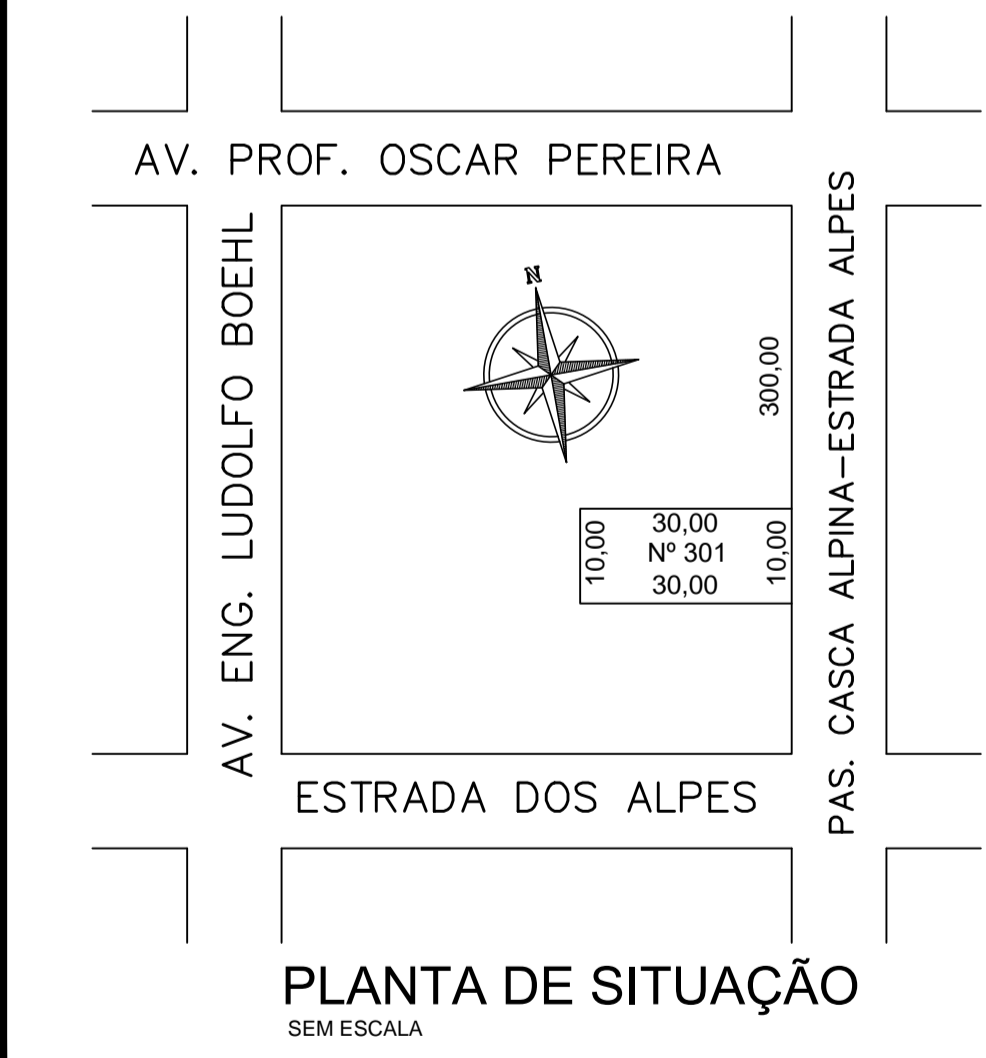 AV. PROF. OSCAR PEREIRA
AV. ENG. LUDOLFO BOEHL
N
300,00
PAS. CASCA ALPINA-ESTRADA ALPES
10,00
30,00
Nº 301
30,00
10,00
ESTRADA DOS ALPES
PLANTA DE SITUAÇÃO
SEM ESCALA